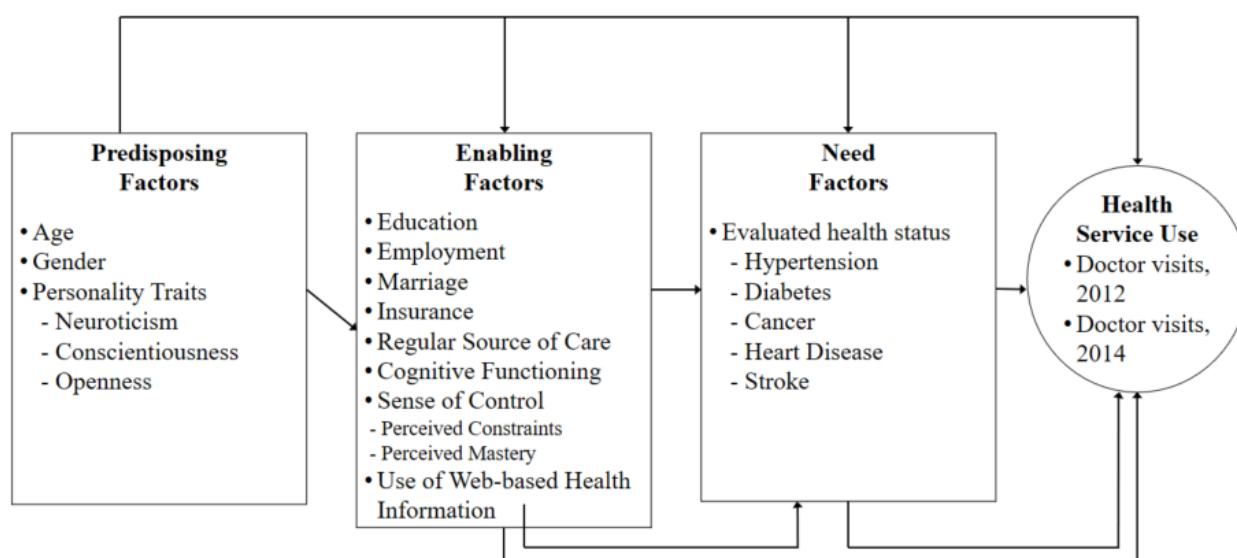 Predisposing
Factors
• Age
• Gender
• Personality Traits
- Neuroticism
- Conscientiousness
- Openness
Enabling
Factors
• Education
• Employment
• Marriage
• Insurance
• Regular Source of Care
• Cognitive Functioning
• Sense of Control
- Perceived Constraints
- Perceived Mastery
• Use of Web-based Health
Information
Need
Factors
• Evaluated health status
- Hypertension
- Diabetes
- Cancer
- Heart Disease
- Stroke
Health
Service Use
• Doctor visits,
2012
• Doctor visits,
2014